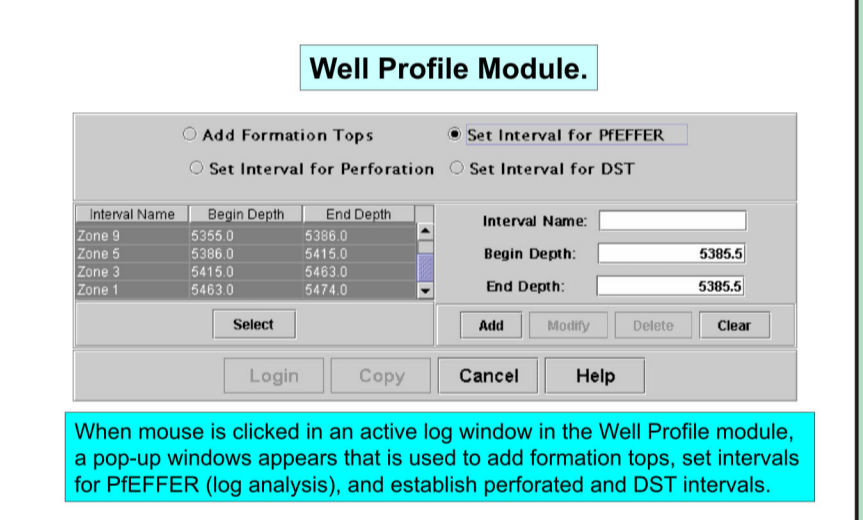 Well Profile Module.
Add Formation Tops
Set Interval for PfEFFER
Set Interval for Perforation
Set Interval for DST
Interval Name Begin Depth End Depth
Zone 9 5355.0 5386.0
Zone 5 5386.0 5415.0
Zone 3 5415.0 5463.0
Zone 1 5463.0 5474.0
Select
Interval Name:
Begin Depth: 5385.5
End Depth: 5385.5
Add Modify Delete Clear
Login Copy Cancel Help
When mouse is clicked in an active log window in the Well Profile module,
a pop-up windows appears that is used to add formation tops, set intervals
for PfEFFER (log analysis), and establish perforated and DST intervals.